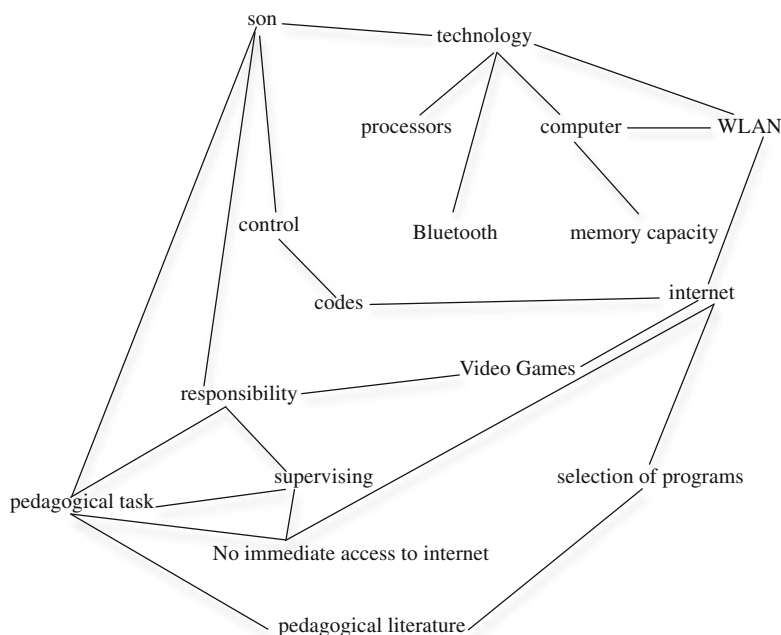 son
technology
processors
computer
WLAN
control
Bluetooth
memory capacity
codes
internet
Video Games
responsibility
supervising
selection of programs
pedagogical task
No immediate access to internet
pedagogical literature